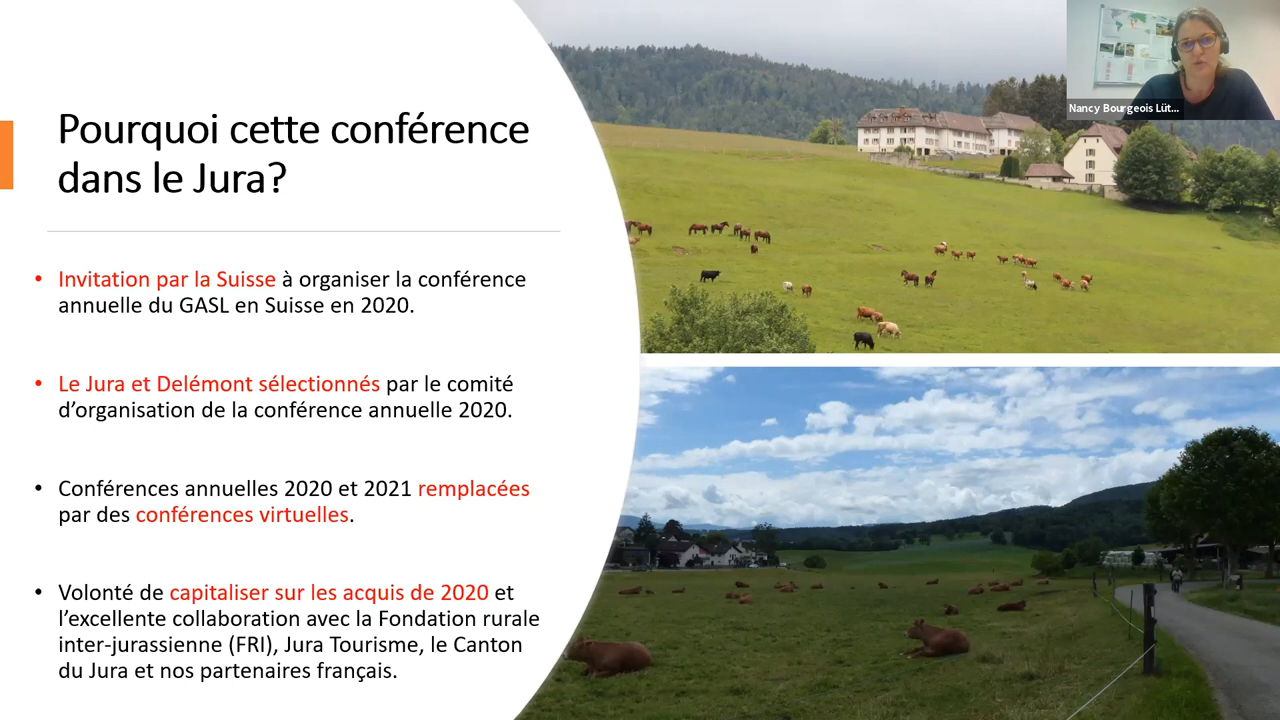 Pourquoi cette conférence
dans le Jura?
• Invitation par la Suisse à organiser la conférence
annuelle du GASL en Suisse en 2020.
• Le Jura et Delémont sélectionnés par le comité
d’organisation de la conférence annuelle 2020.
• Conférences annuelles 2020 et 2021 remplacées
par des conférences virtuelles.
• Volonté de capitaliser sur les acquis de 2020 et
l’excellente collaboration avec la Fondation rurale
inter-jurassienne (FRI), Jura Tourisme, le Canton
du Jura et nos partenaires français.
Nancy Bourgeois Lüt...